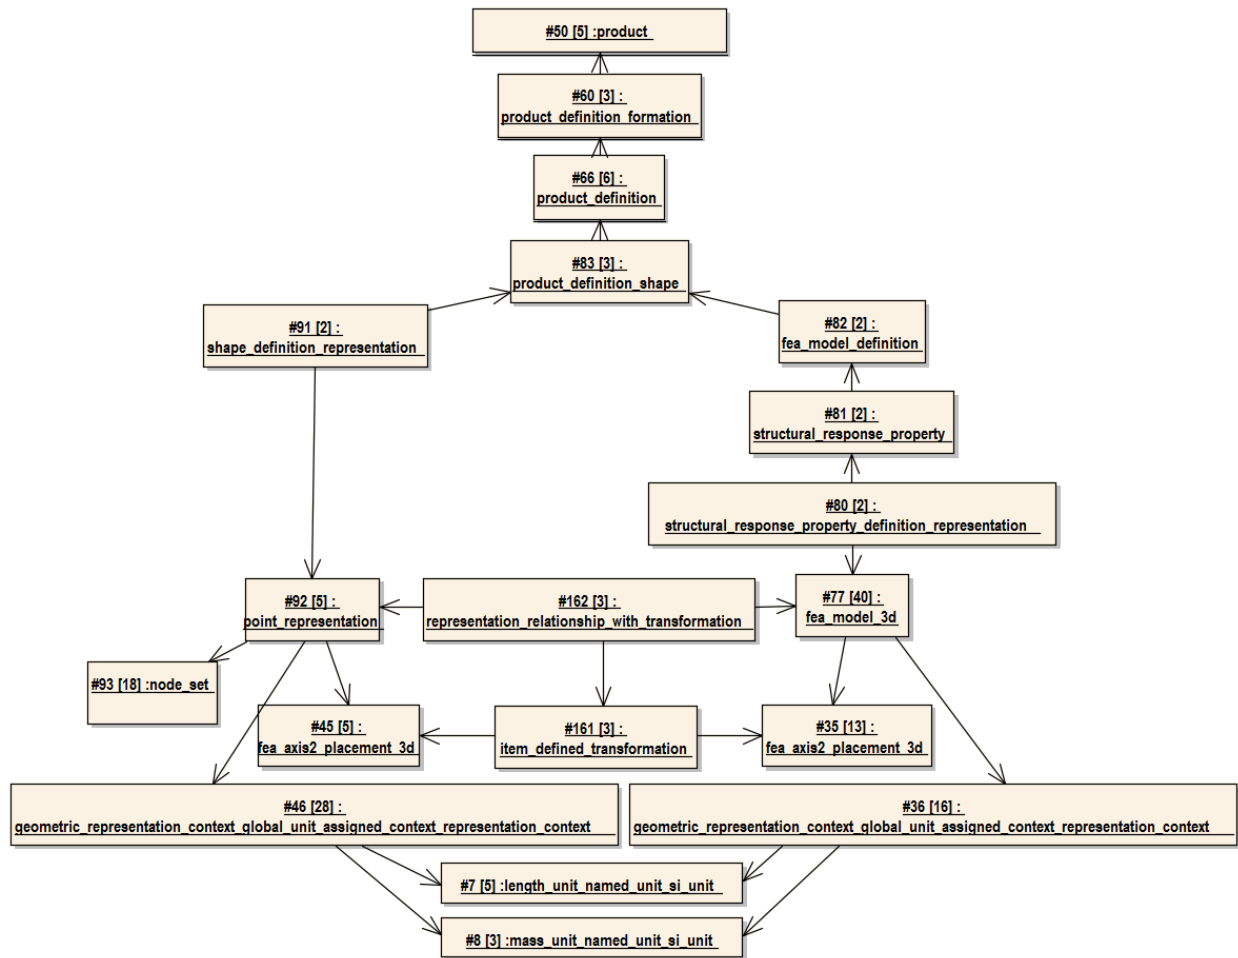 #50 [5] :product
#60 [3] :
product_definition_formation
#66 [6] :
product_definition
#83 [3] :
product_definition_shape
#91 [2] :
shape_definition_representation
#82 [2] :
fea_model_definition
#81 [2] :
structural_response_property
#80 [2] :
structural_response_property_definition_representation
#92 [5] :
point_representation
#162 [3] :
representation_relationship_with_transformation
#77 [40] :
fea_model_3d
#93 [18] :node_set
#45 [5] :
fea_axis2_placement_3d
#161 [3] :
item_defined_transformation
#35 [13] :
fea_axis2_placement_3d
#46 [28] :
geometric_representation_context_global_unit_assigned_context_representation_context
#36 [16] :
geometric_representation_context_global_unit_assigned_context_representation_context
#7 [5] :length_unit_named_unit_si_unit
#8 [3] :mass_unit_named_unit_si_unit